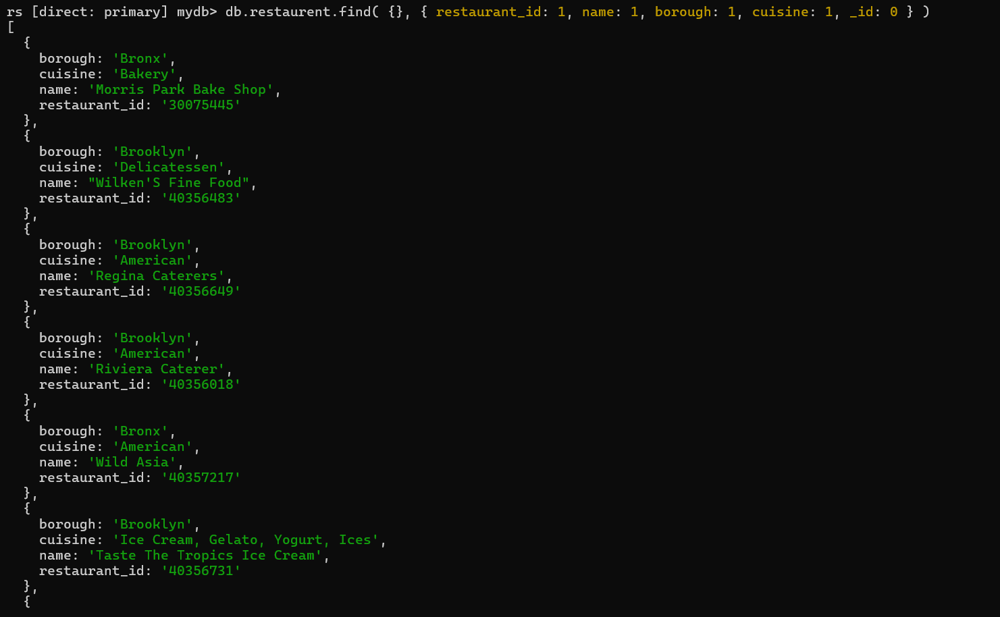 rs [direct: primary] mydb> db.restaurent.find( {}, { restaurant_id: 1, name: 1, borough: 1, cuisine: 1, _id: 0 } )
[
  {
    borough: 'Bronx',
    cuisine: 'Bakery',
    name: 'Morris Park Bake Shop',
    restaurant_id: '30075445'
  },
  {
    borough: 'Brooklyn',
    cuisine: 'Delicatessen',
    name: "Wilken'S Fine Food",
    restaurant_id: '40356483'
  },
  {
    borough: 'Brooklyn',
    cuisine: 'American',
    name: 'Regina Caterers',
    restaurant_id: '40356649'
  },
  {
    borough: 'Brooklyn',
    cuisine: 'American',
    name: 'Riviera Caterer',
    restaurant_id: '40356018'
  },
  {
    borough: 'Bronx',
    cuisine: 'American',
    name: 'Wild Asia',
    restaurant_id: '40357217'
  },
  {
    borough: 'Brooklyn',
    cuisine: 'Ice Cream, Gelato, Yogurt, Ices',
    name: 'Taste The Tropics Ice Cream',
    restaurant_id: '40356731'
  },
  {